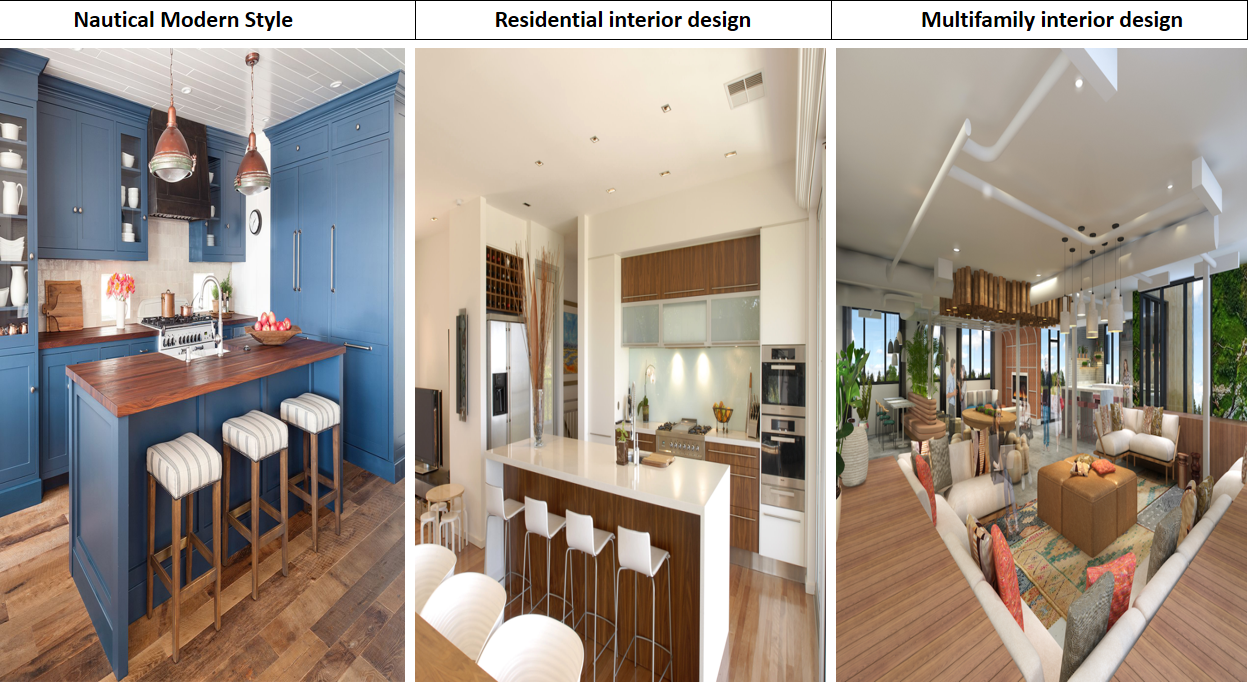 Nautical Modern Style
Residential interior design
Multifamily interior design